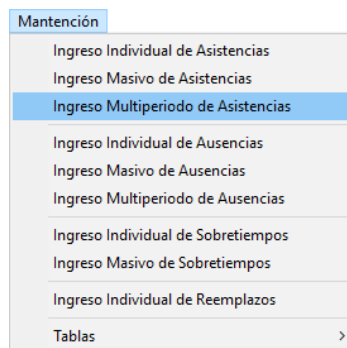 Mantención
Ingreso Individual de Asistencias
Ingreso Masivo de Asistencias
Ingreso Multiperiodo de Asistencias
Ingreso Individual de Ausencias
Ingreso Masivo de Ausencias
Ingreso Multiperiodo de Ausencias
Ingreso Individual de Sobretiempos
Ingreso Masivo de Sobretiempos
Ingreso Individual de Reemplazos
Tablas